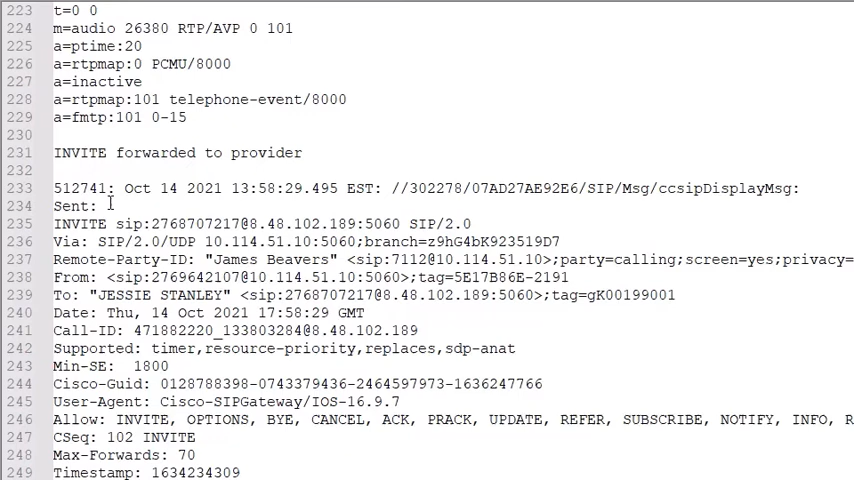 223 t=0 0
224 m=audio 26380 RTP/AVP 0 101
225 a=ptime:20
226 a=rtpmap:0 PCMU/8000
227 a=inactive
228 a=rtpmap:101 telephone-event/8000
229 a=fmtp:101 0-15
230
231 INVITE forwarded to provider
232
233 512741: Oct 14 2021 13:58:29.495 EST: //302278/07AD27AE92E6/SIP/Msg/ccsipDisplayMsg:
234 Sent:
235 INVITE sip:2768707217@8.48.102.189:5060 SIP/2.0
236 Via: SIP/2.0/UDP 10.114.51.10:5060;branch=z9hG4bK923519D7
237 Remote-Party-ID: "James Beavers" <sip:7112@10.114.51.10>;party=calling;screen=yes;privacy=
238 From: <sip:2769642107@10.114.51.10:5060>;tag=5E17B86E-2191
239 To: "JESSIE STANLEY" <sip:2768707217@8.48.102.189:5060>;tag=gK00199001
240 Date: Thu, 14 Oct 2021 17:58:29 GMT
241 Call-ID: 471882220_133803284@8.48.102.189
242 Supported: timer,resource-priority,replaces,sdp-anat
243 Min-SE:  1800
244 Cisco-Guid: 0128788398-0743379436-2464597973-1636247766
245 User-Agent: Cisco-SIPGateway/IOS-16.9.7
246 Allow: INVITE, OPTIONS, BYE, CANCEL, ACK, PRACK, UPDATE, REFER, SUBSCRIBE, NOTIFY, INFO, R
247 CSeq: 102 INVITE
248 Max-Forwards: 70
249 Timestamp: 1634234309